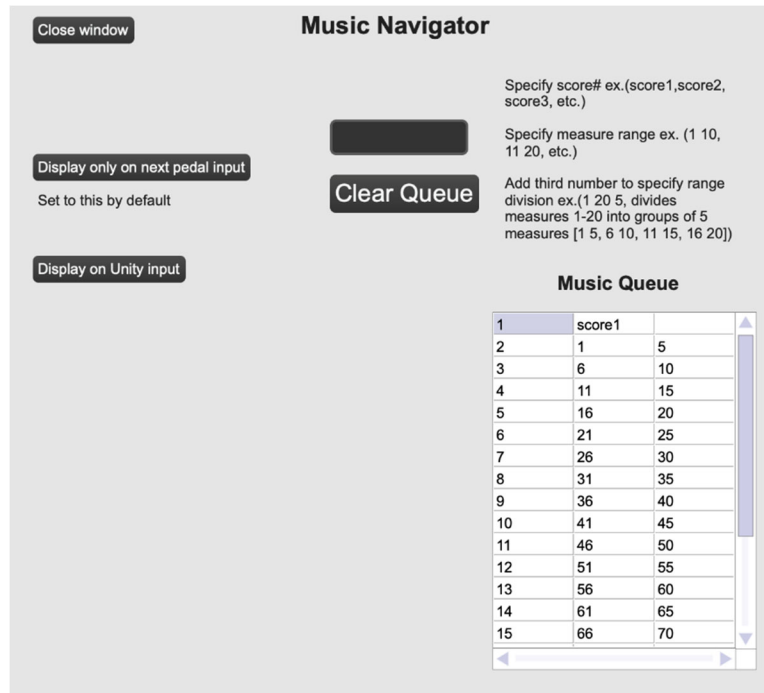 Close window
Music Navigator
Specify score# ex.(score1,score2,
score3, etc.)
Specify measure range ex. (1 10,
11 20, etc.)
Display only on next pedal input
Clear Queue
Add third number to specify range
division ex.(1 20 5, divides
measures 1-20 into groups of 5
measures [1 5, 6 10, 11 15, 16 20])
Set to this by default
Display on Unity input
Music Queue
1 score1
2 1 5
3 6 10
4 11 15
5 16 20
6 21 25
7 26 30
8 31 35
9 36 40
10 41 45
11 46 50
12 51 55
13 56 60
14 61 65
15 66 70